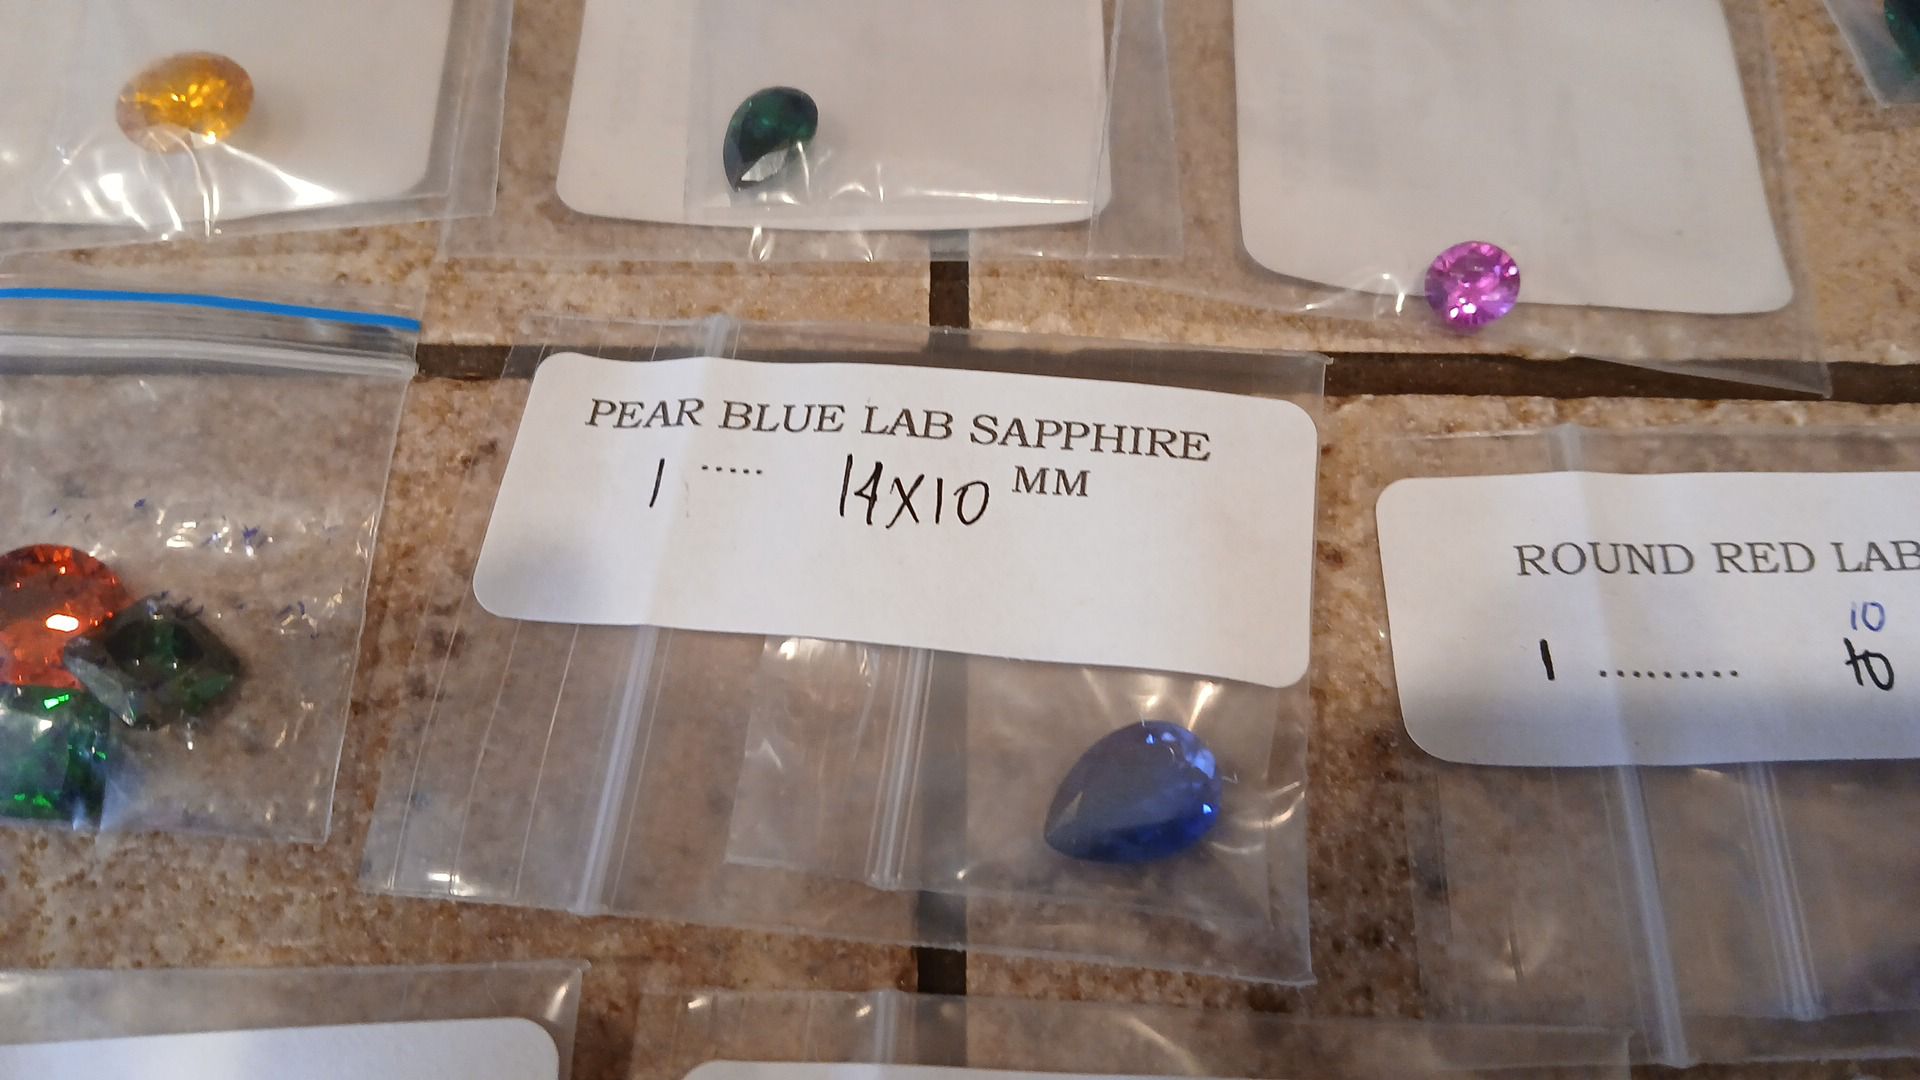 PEAR BLUE LAB SAPPHIRE
1 ..... 14X10 MM
ROUND RED LAB
10
1 ......... 10